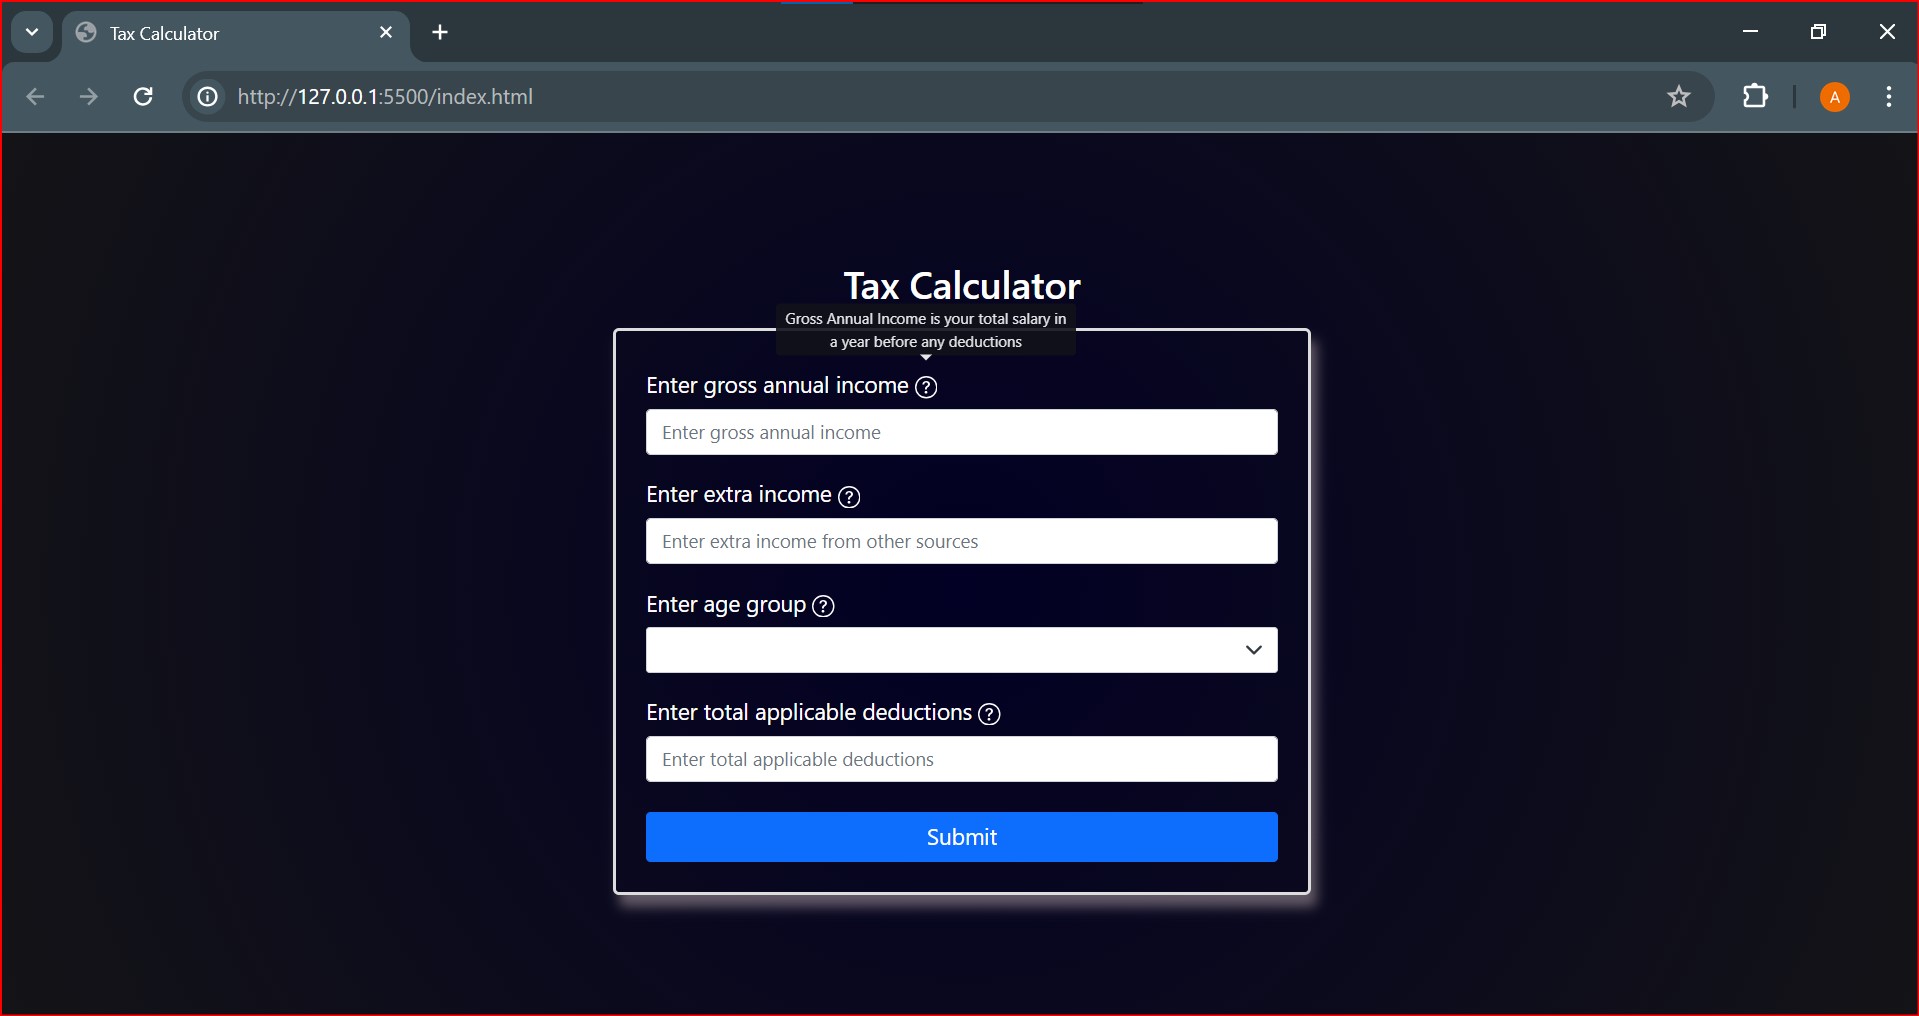 Tax Calculator
http://127.0.0.1:5500/index.html
A
Tax Calculator
Gross Annual Income is your total salary in
a year before any deductions
Enter gross annual income ?
Enter gross annual income
Enter extra income ?
Enter extra income from other sources
Enter age group ?
Enter total applicable deductions ?
Enter total applicable deductions
Submit